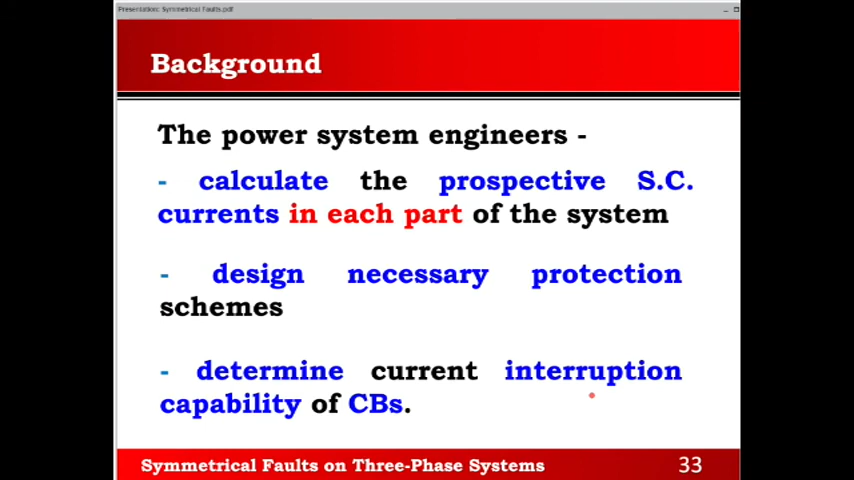 Presentation: Symmetrical Faults.pdf
Background
The power system engineers -
- calculate the prospective S.C.
currents in each part of the system
- design necessary protection
schemes
- determine current interruption
capability of CBs.
Symmetrical Faults on Three-Phase Systems 33